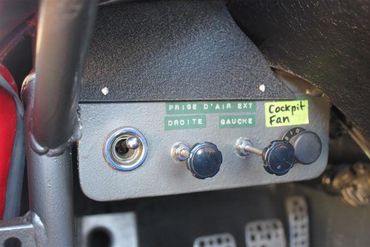 PRISE D'AIR EXT
DROITE GAUCHE
Cockpit
Fan